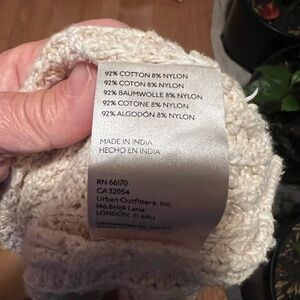 92% COTTON 8% NYLON
92% COTON 8% NYLON
92% BAUMWOLLE 8% NYLON
92% COTONE 8% NYLON
92% ALGODÓN 8% NYLON
MADE IN INDIA
HECHO EN INDIA
RN 66170
CA 32054
Urban Outfitters, Inc
146 Brick Lane
LONDON, E1 6RU